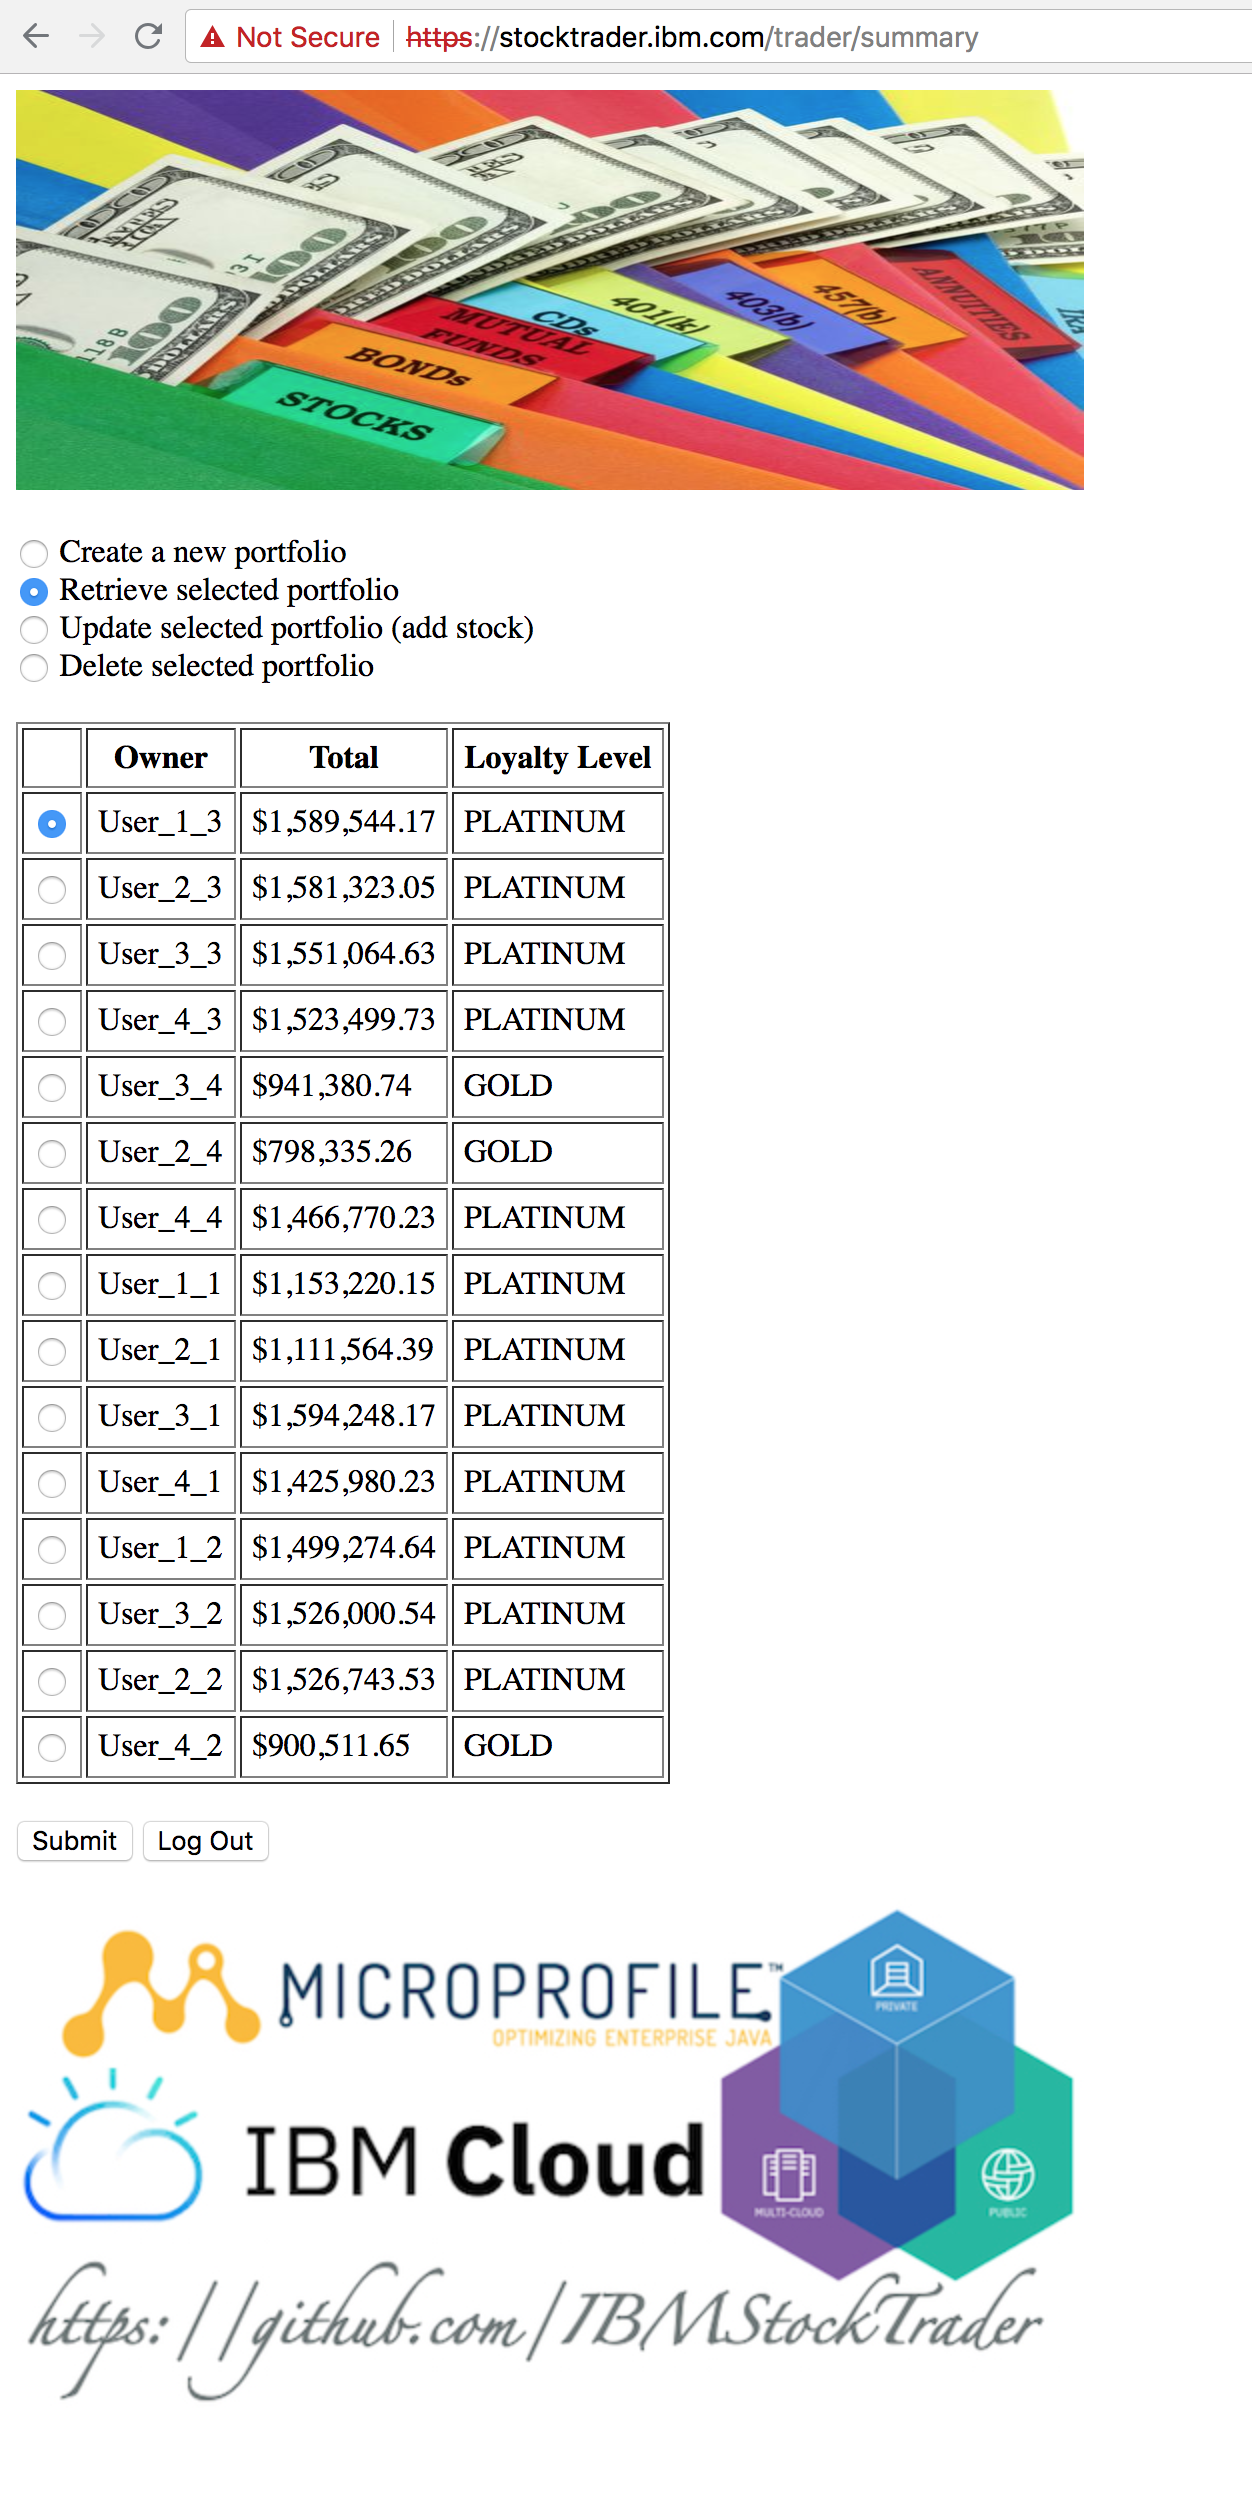 Not Secure https://stocktrader.ibm.com/trader/summary
ANNUITIES
457(b)
403(b)
401(k)
CDs
MUTUAL
FUNDS
BONDs
STOCKS
Create a new portfolio
Retrieve selected portfolio
Update selected portfolio (add stock)
Delete selected portfolio
Owner Total Loyalty Level
User_1_3 $1,589,544.17 PLATINUM
User_2_3 $1,581,323.05 PLATINUM
User_3_3 $1,551,064.63 PLATINUM
User_4_3 $1,523,499.73 PLATINUM
User_3_4 $941,380.74 GOLD
User_2_4 $798,335.26 GOLD
User_4_4 $1,466,770.23 PLATINUM
User_1_1 $1,153,220.15 PLATINUM
User_2_1 $1,111,564.39 PLATINUM
User_3_1 $1,594,248.17 PLATINUM
User_4_1 $1,425,980.23 PLATINUM
User_1_2 $1,499,274.64 PLATINUM
User_3_2 $1,526,000.54 PLATINUM
User_2_2 $1,526,743.53 PLATINUM
User_4_2 $900,511.65 GOLD
Submit Log Out
PRIVATE
MICROPROFILE™
OPTIMIZING ENTERPRISE JAVA
IBM Cloud
MULTI-CLOUD PUBLIC
https://github.com/IBMStockTrader